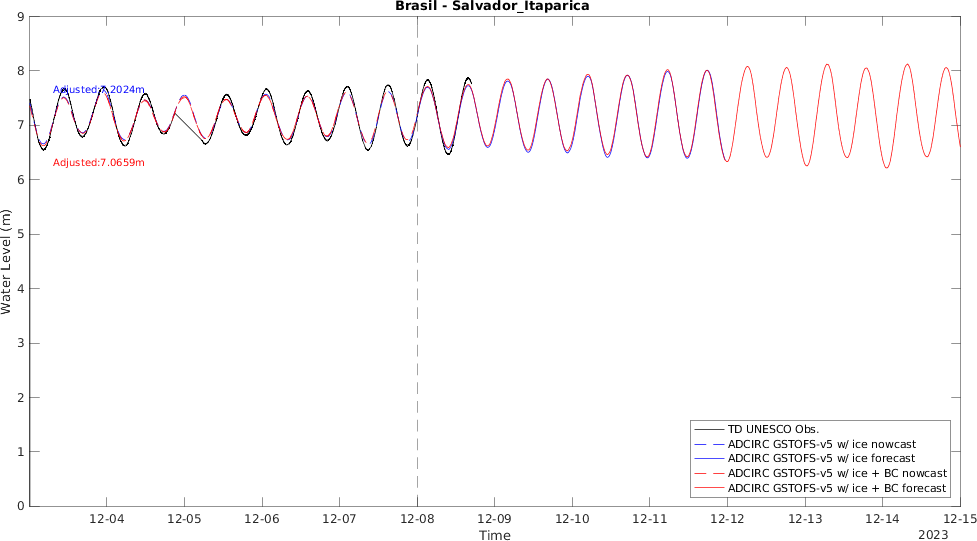 Brasil - Salvador_Itaparica
9
8
7
6
5
4
3
2
1
0
Water Level (m)
Adjusted:7.2024m
Adjusted:7.0659m
TD UNESCO Obs.
ADCIRC GSTOFS-v5 w/ ice nowcast
ADCIRC GSTOFS-v5 w/ ice forecast
ADCIRC GSTOFS-v5 w/ ice + BC nowcast
ADCIRC GSTOFS-v5 w/ ice + BC forecast
12-04 12-05 12-06 12-07 12-08 12-09 12-10 12-11 12-12 12-13 12-14 12-15
Time
2023